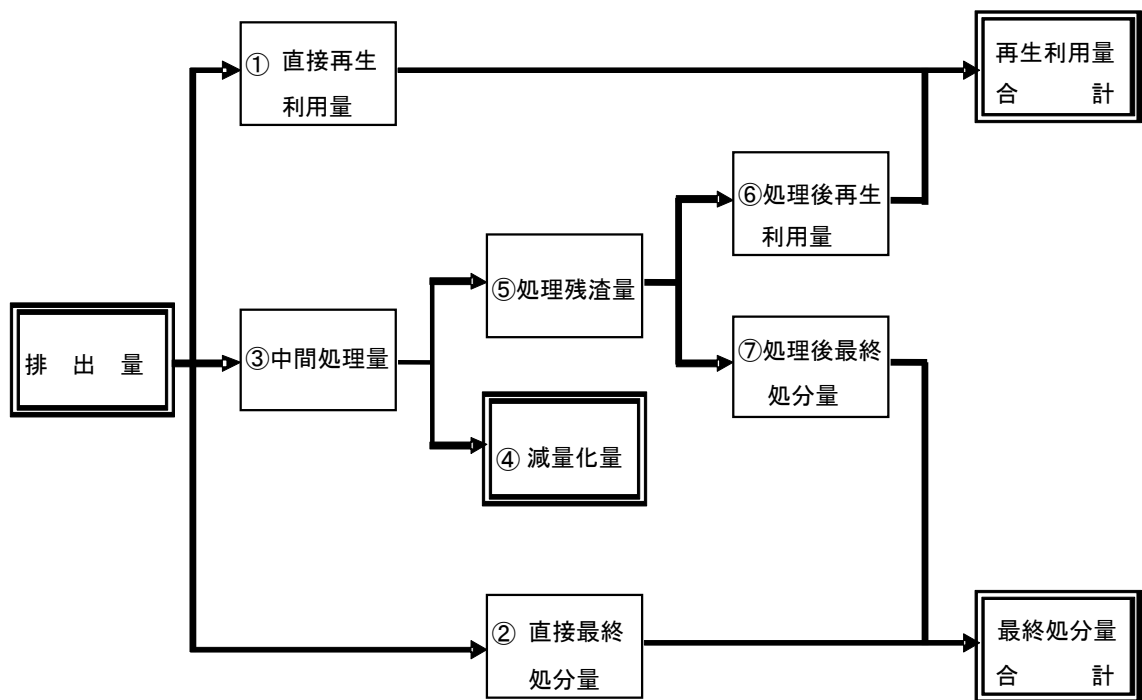 ① 直接再生
利用量
再生利用量
合　　計
⑥処理後再生
利用量
⑤処理残渣量
排 出 量
③中間処理量
⑦処理後最終
処分量
④ 減量化量
② 直接最終
処分量
最終処分量
合　　計